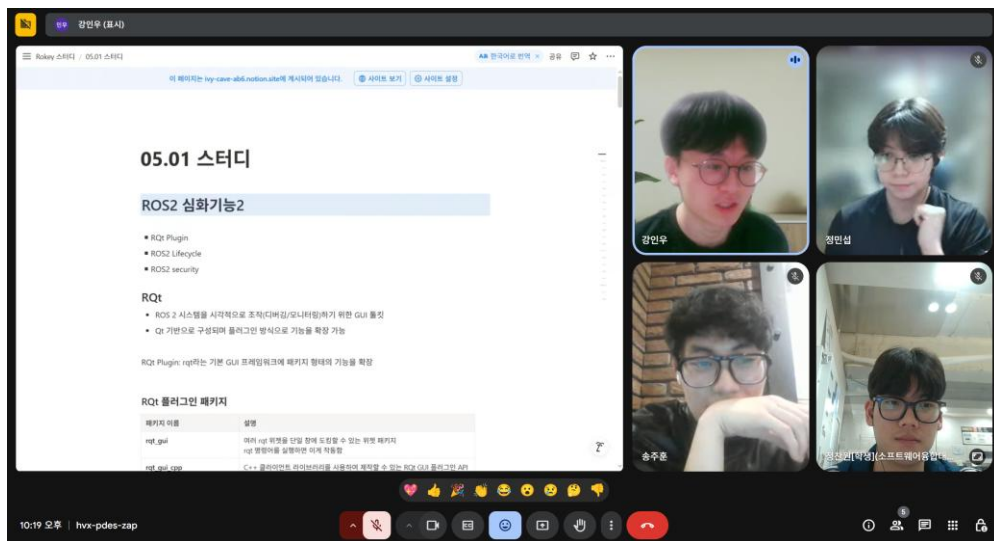 인우 강인우 (표시)
Rokey 스터디 / 05.01 스터디
한국어로 번역 × 공유
이 페이지는 ivy-cave-ab6.notion.site에 게시되어 있습니다. 사이트 보기 사이트 설정
05.01 스터디
ROS2 심화기능2
RQt Plugin
ROS2 Lifecycle
ROS2 security
RQt
ROS 2 시스템을 시각적으로 조작(디버깅/모니터링)하기 위한 GUI 툴킷
Qt 기반으로 구성되며 플러그인 방식으로 기능을 확장 가능
RQt Plugin: rqt라는 기본 GUI 프레임워크에 패키지 형태의 기능을 확장
RQt 플러그인 패키지
패키지 이름 설명
rqt_gui 여러 rqt 위젯을 단일 창에 도킹할 수 있는 위젯 패키지
rqt 명령어를 실행하면 이게 작동함
rqt_gui_cpp C++ 클라이언트 라이브러리를 사용하여 제작할 수 있는 RQt GUI 플러그인 API
강인우
정민섭
송주훈
[학생](소프트웨어융합대
10:19 오후 | hvx-pdes-zap
5